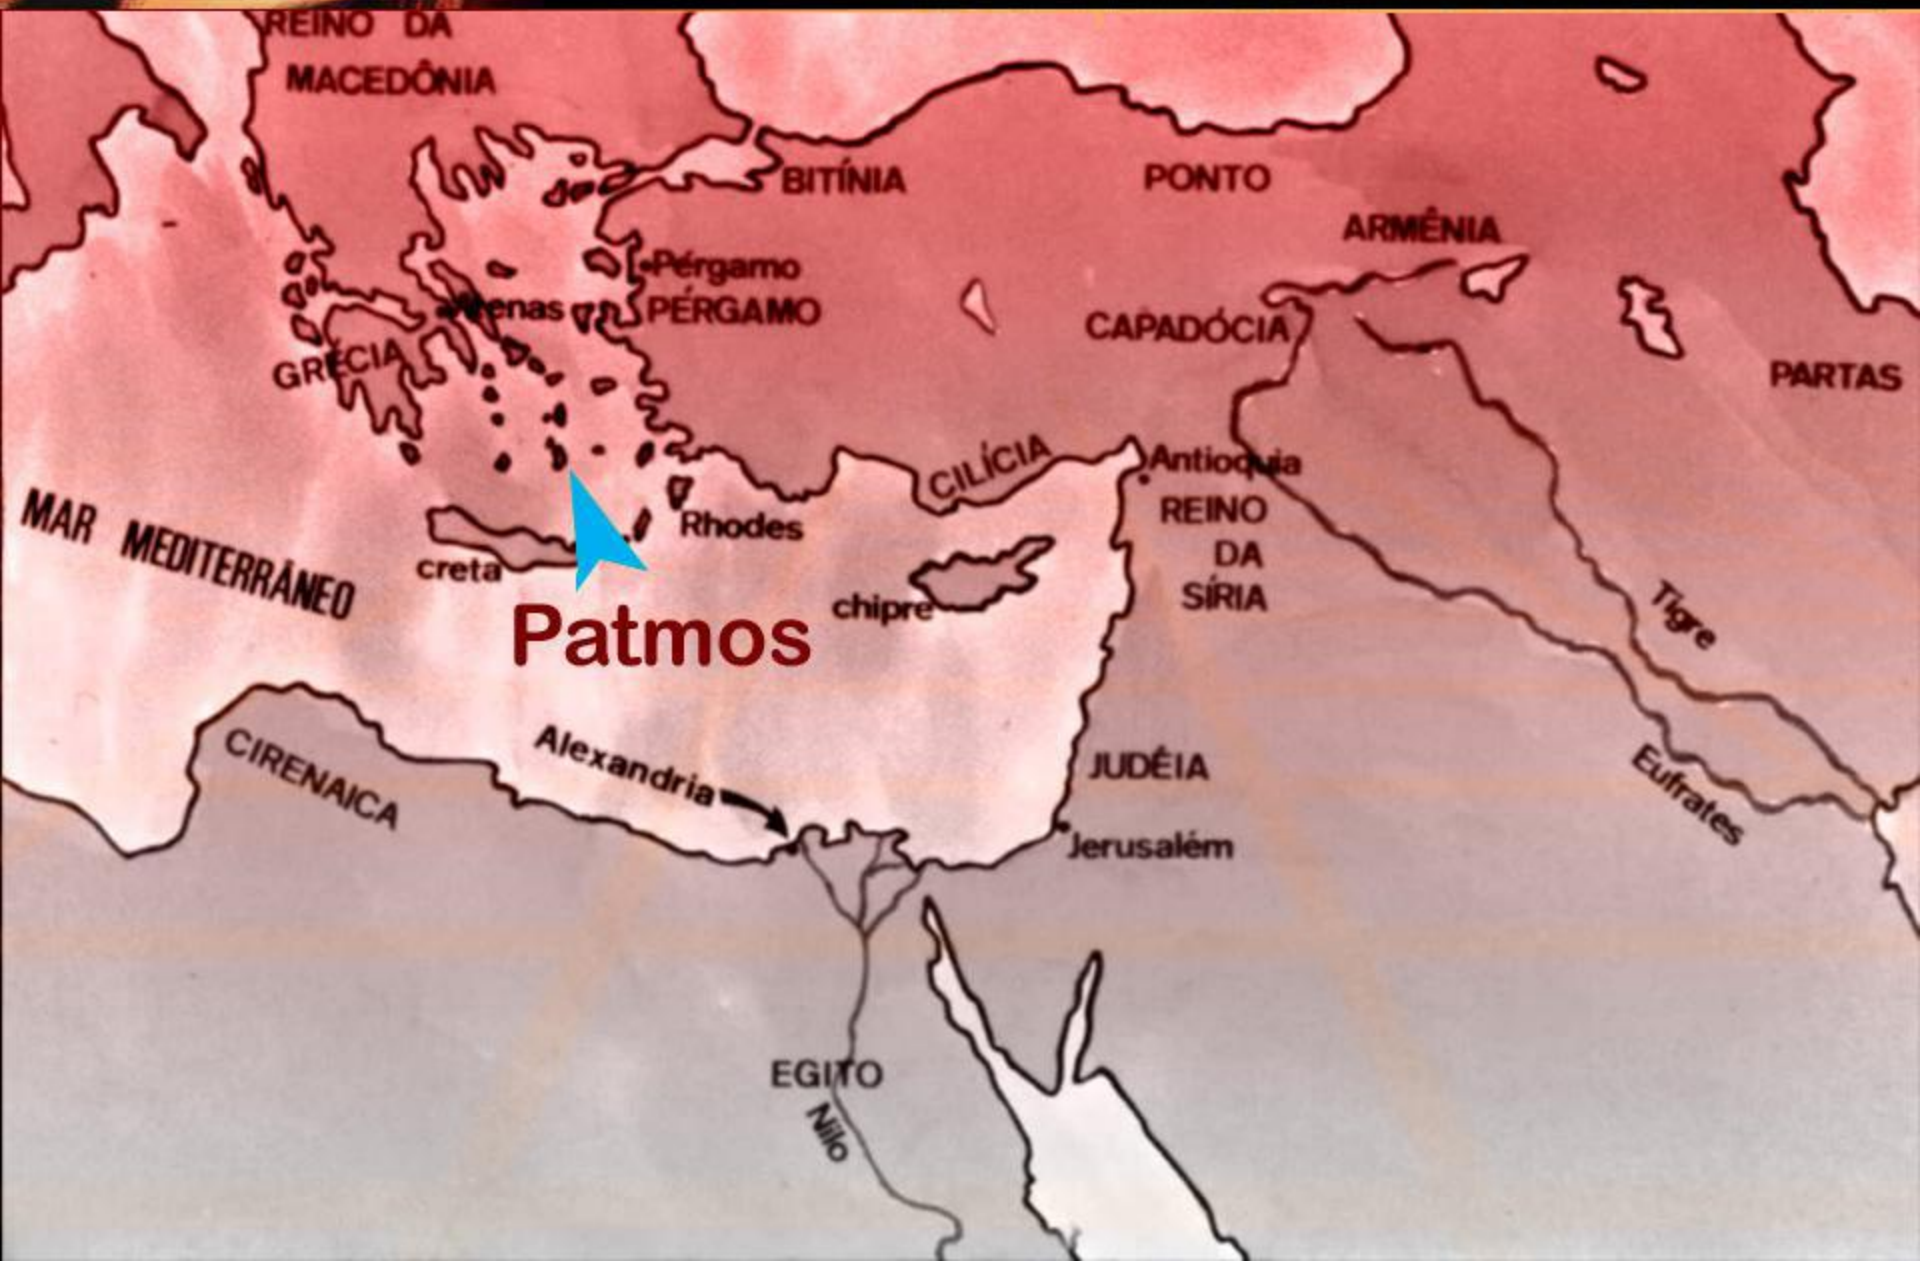 REINO DA
MACEDÔNIA
BITÍNIA
PONTO
ARMÊNIA
Pérgamo
PÉRGAMO
CAPADÓCIA
GRÉCIA
PARTAS
CILÍCIA
Antioquia
REINO
DA
SÍRIA
MAR MEDITERRÂNEO
Rhodes
creta
chipre
Patmos
Tigre
CIRENAICA
Alexandria
JUDÉIA
Eufrates
Jerusalém
EGITO
Nilo